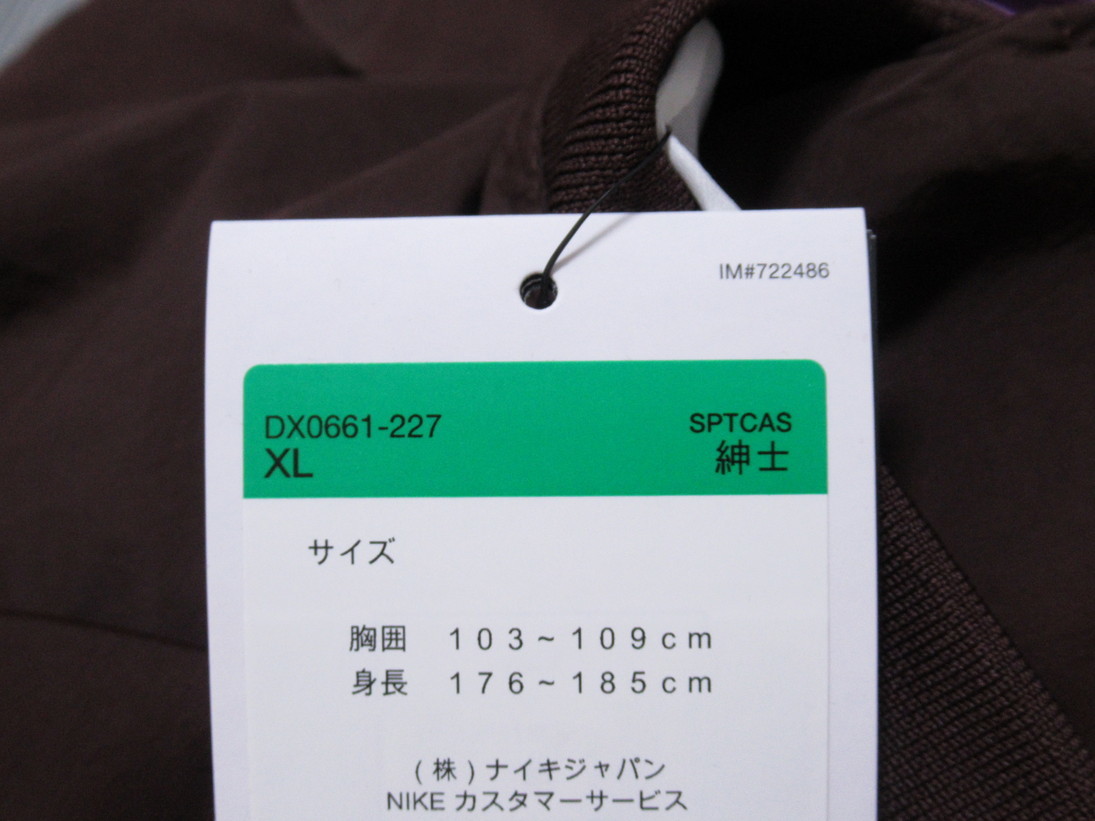 IM#722486
DX0661-227
SPTCAS
XL
紳士
サイズ
胸囲 103~109cm
身長 176~185cm
(株)ナイキジャパン
NIKE カスタマーサービス